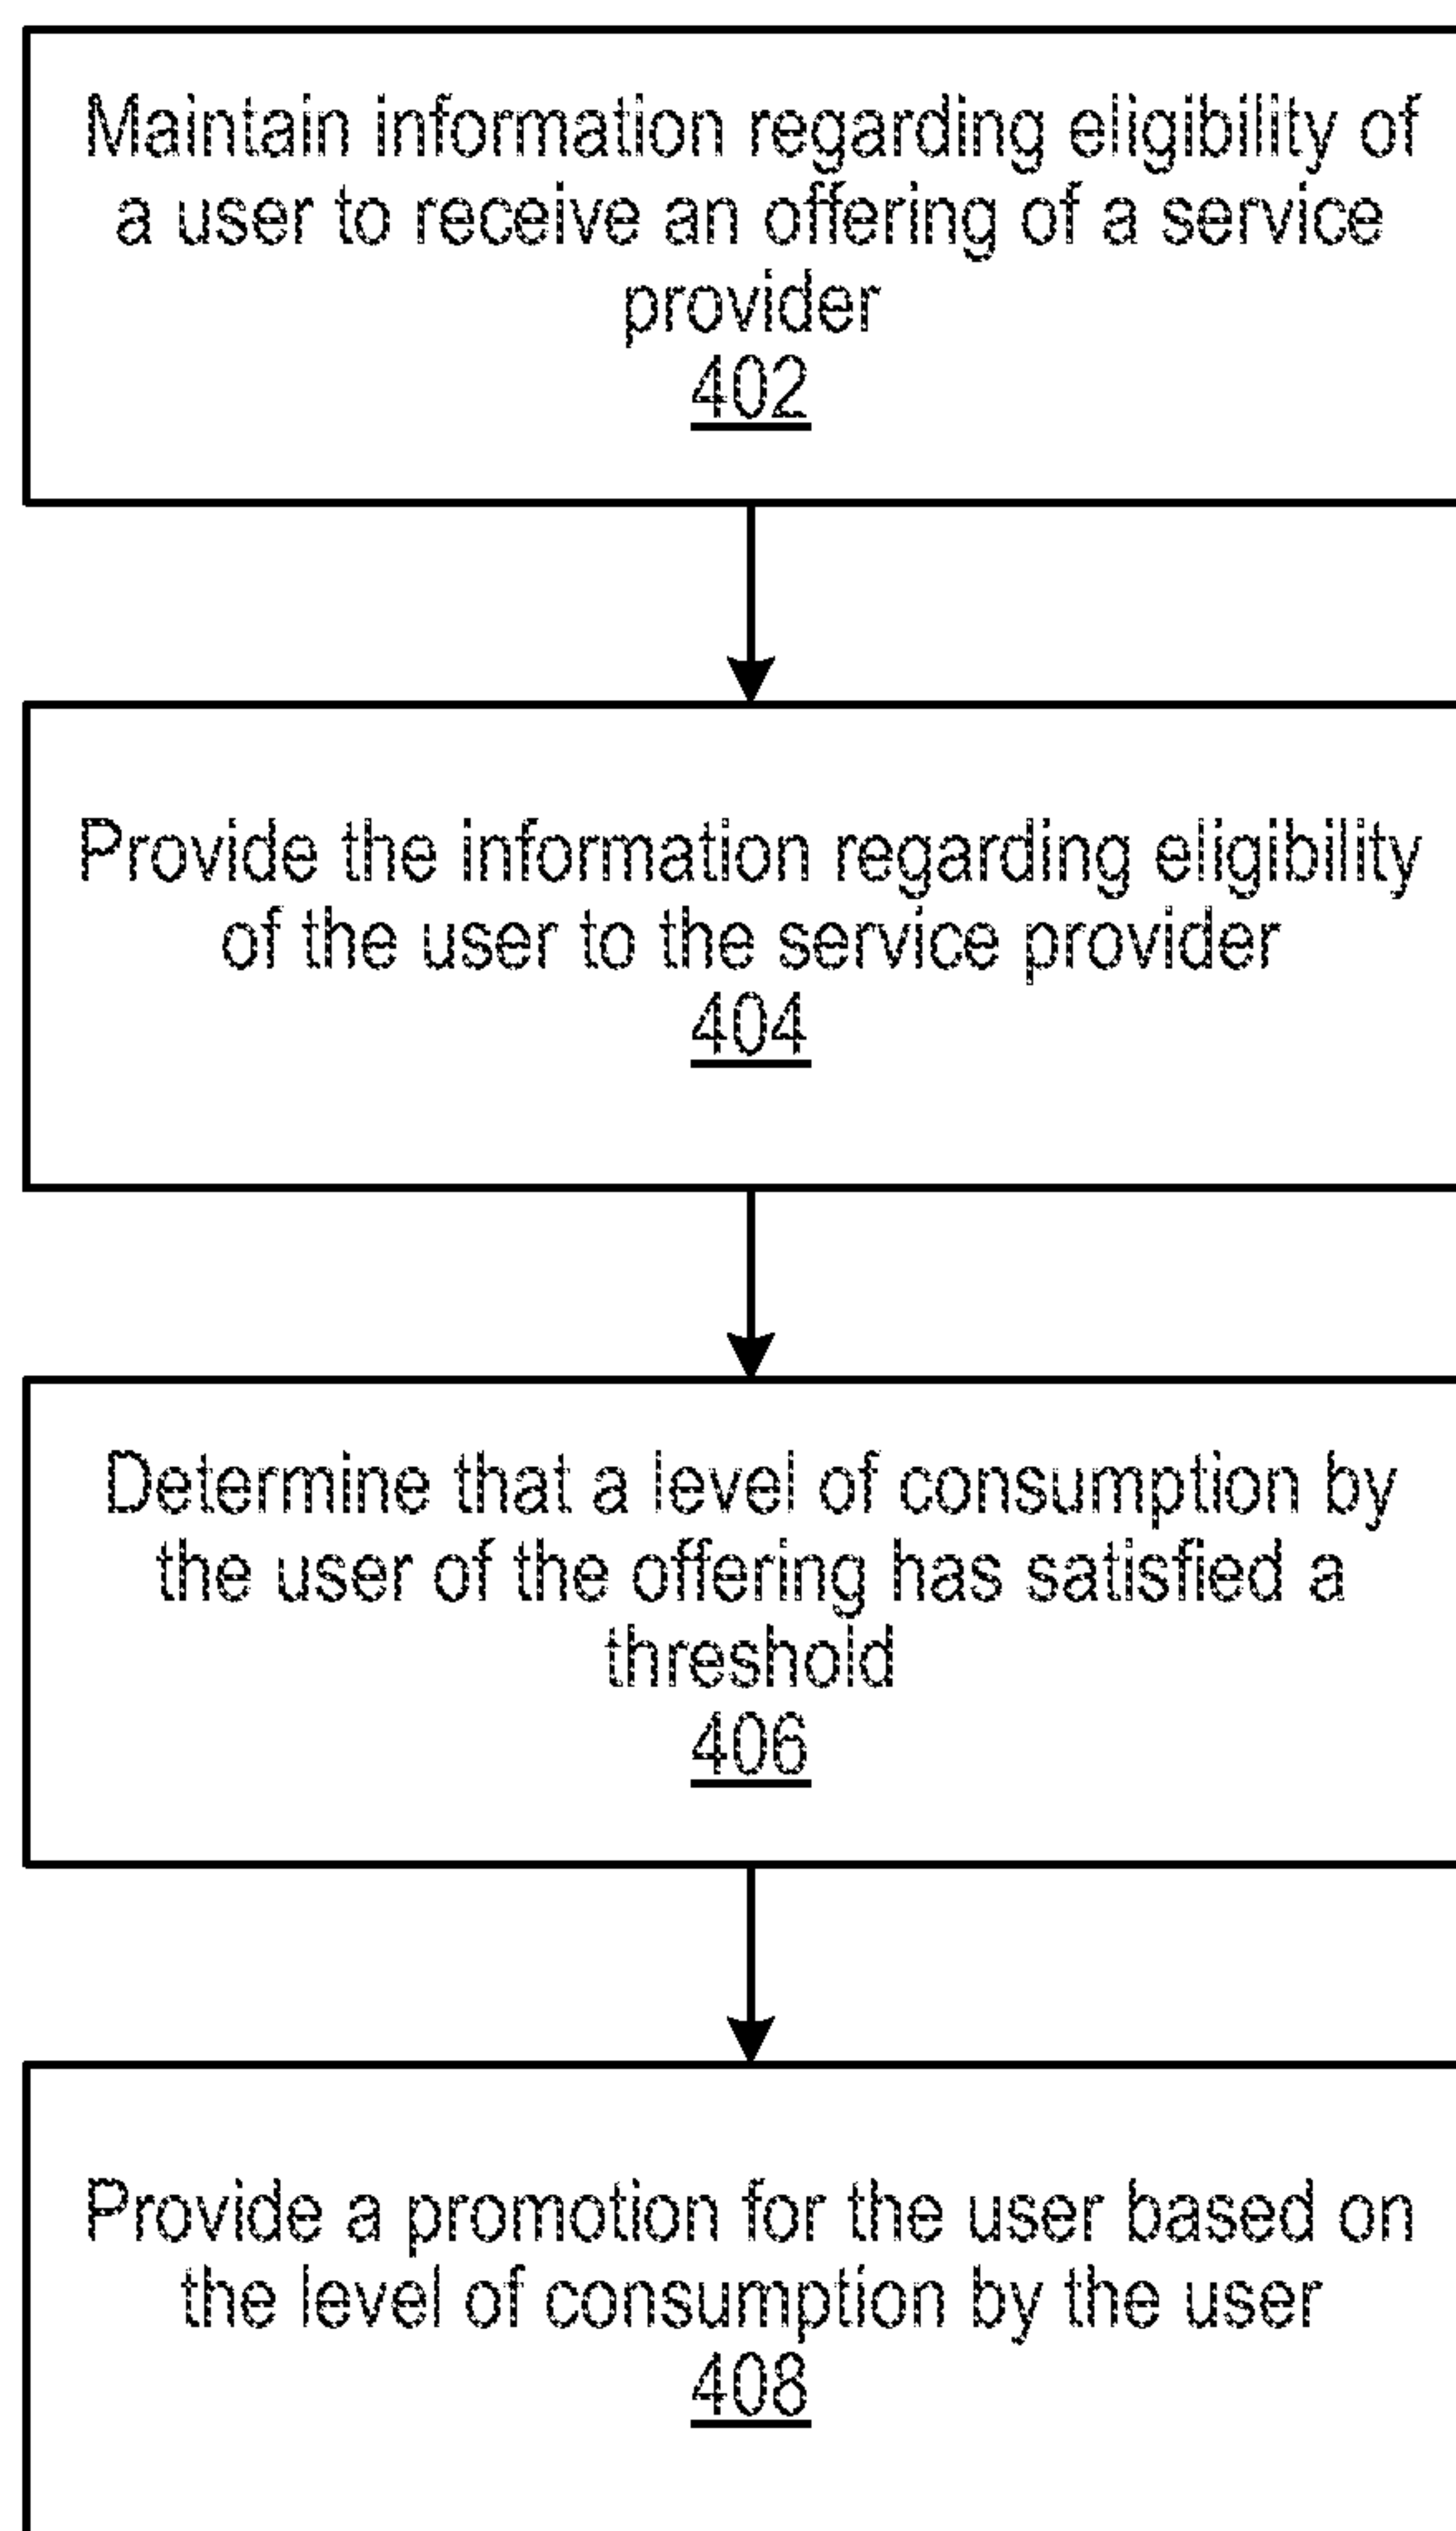 Maintain information regarding eligibility of
a user to receive an offering of a service
provider
402
Provide the information regarding eligibility
of the user to the service provider
404
Determine that a level of consumption by
the user of the offering has satisfied a
threshold
406
Provide a promotion for the user based on
the level of consumption by the user
408